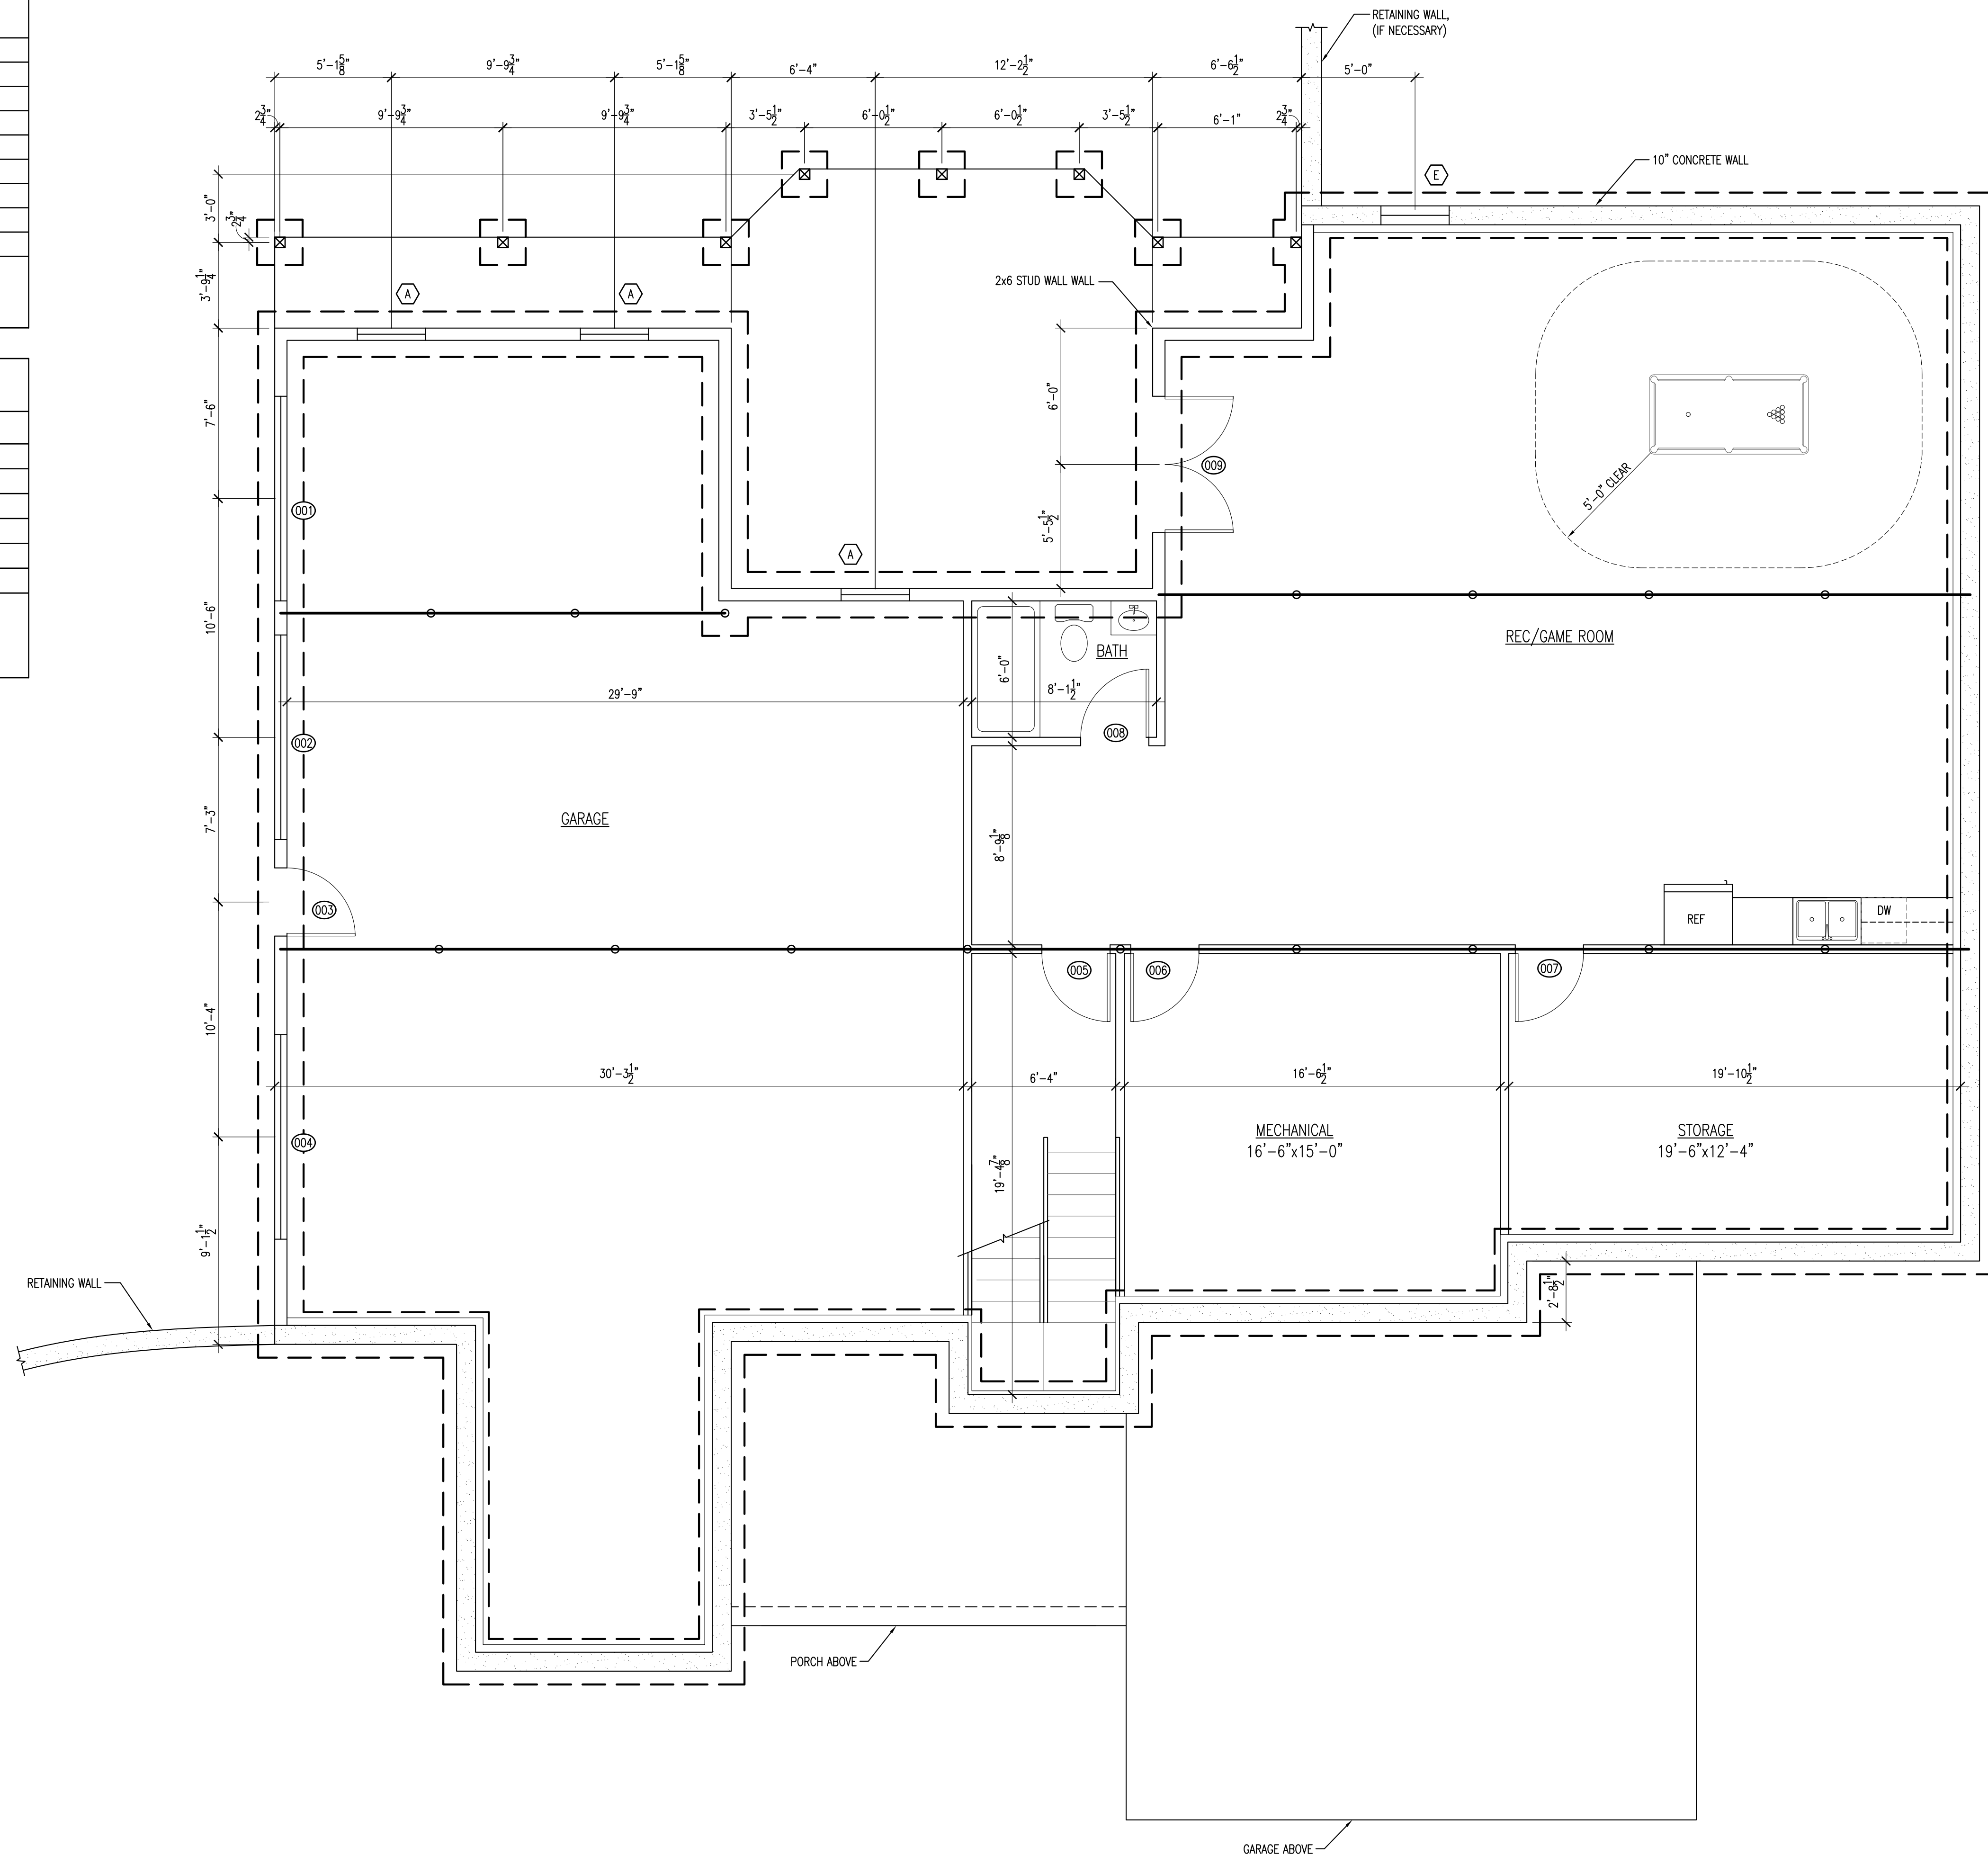 RETAINING WALL,
(IF NECESSARY)
5'-1 5/8"
9'-9 3/4"
5'-1 5/8"
6'-4"
12'-2 1/2"
6'-6 1/2"
5'-0"
2 3/4"
9'-9 3/4"
9'-9 3/4"
3'-5 1/2"
6'-0 1/2"
6'-0 1/2"
3'-5 1/2"
6'-1"
2 3/4"
10" CONCRETE WALL
E
3'-0"
2 3/4"
3'-9 1/4"
2x6 STUD WALL WALL
A
A
7'-6"
6'-0"
009
5'-0" CLEAR
001
5'-5 1/2"
A
10'-6"
REC/GAME ROOM
BATH
6'-0"
29'-9"
8'-1 1/2"
002
008
7'-3"
GARAGE
8'-9 1/8"
003
REF
DW
005
006
007
10'-4"
30'-3 1/2"
6'-4"
16'-6 1/2"
19'-10 1/2"
004
MECHANICAL
16'-6"x15'-0"
STORAGE
19'-6"x12'-4"
19'-4 7/8"
9'-1 1/2"
RETAINING WALL
2'-8 1/2"
PORCH ABOVE
GARAGE ABOVE